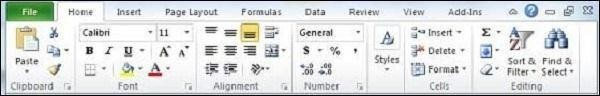 File Home Insert Page Layout Formulas Data Review View Add-Ins
Calibri 11 General Insert Σ
Paste B I U A $ % , Styles Delete Sort & Find &
Format Filter Select
Clipboard Font Alignment Number Cells Editing